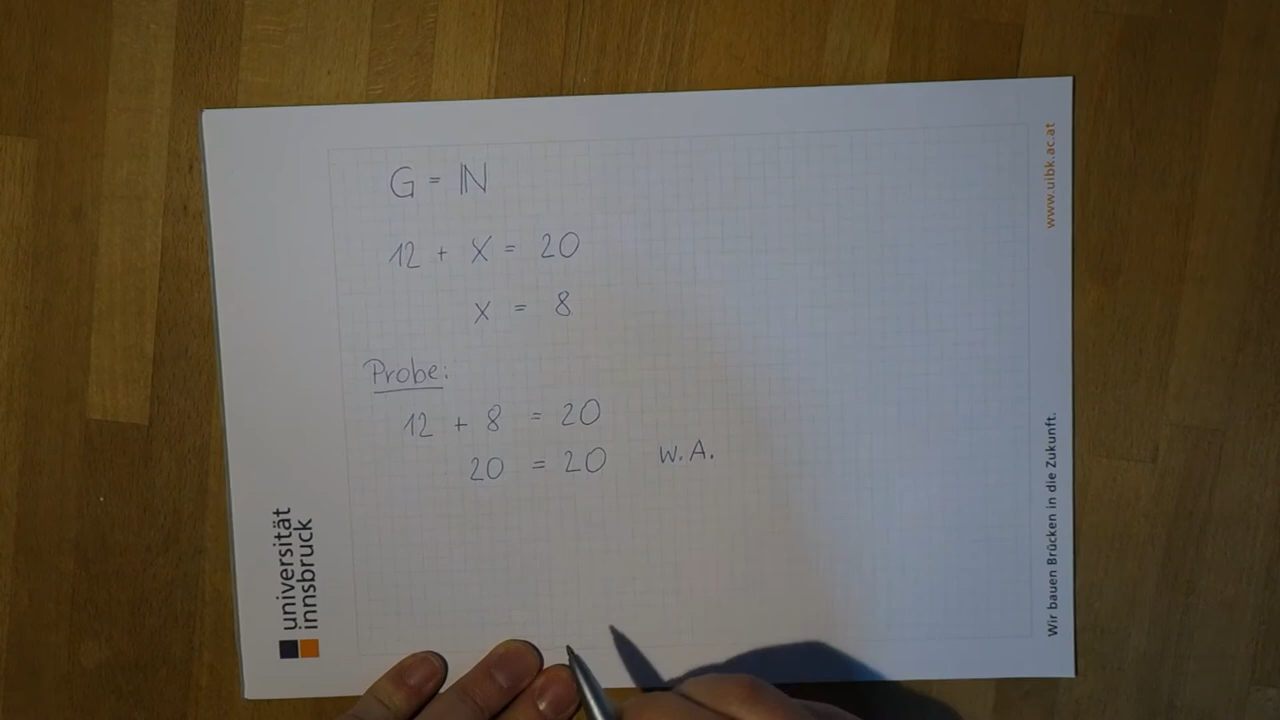 G = ℕ
12 + x = 20
x = 8
Probe:
12 + 8 = 20
20 = 20 W.A.
universität
innsbruck
www.uibk.ac.at
Wir bauen Brücken in die Zukunft.